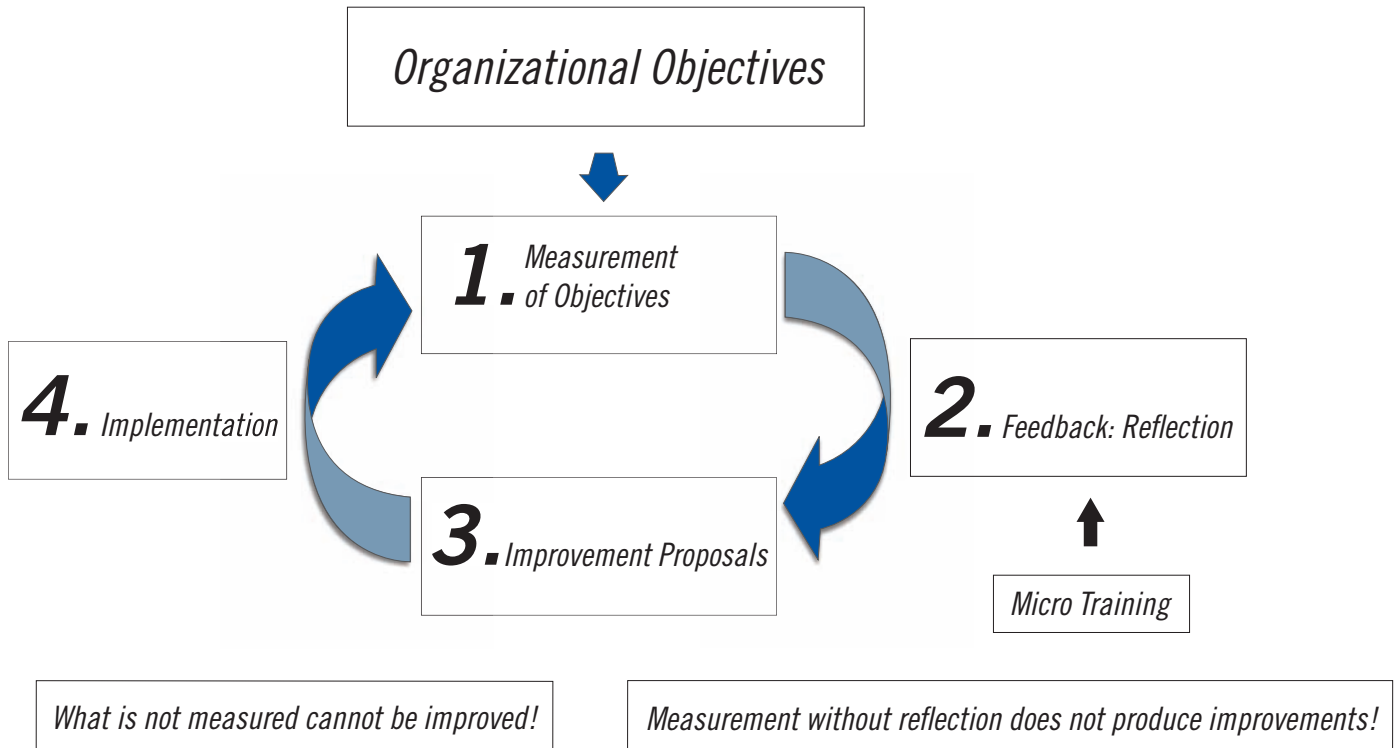 Organizational Objectives
1. Measurement
of Objectives
2. Feedback: Reflection
3. Improvement Proposals
4. Implementation
Micro Training
What is not measured cannot be improved!
Measurement without reflection does not produce improvements!